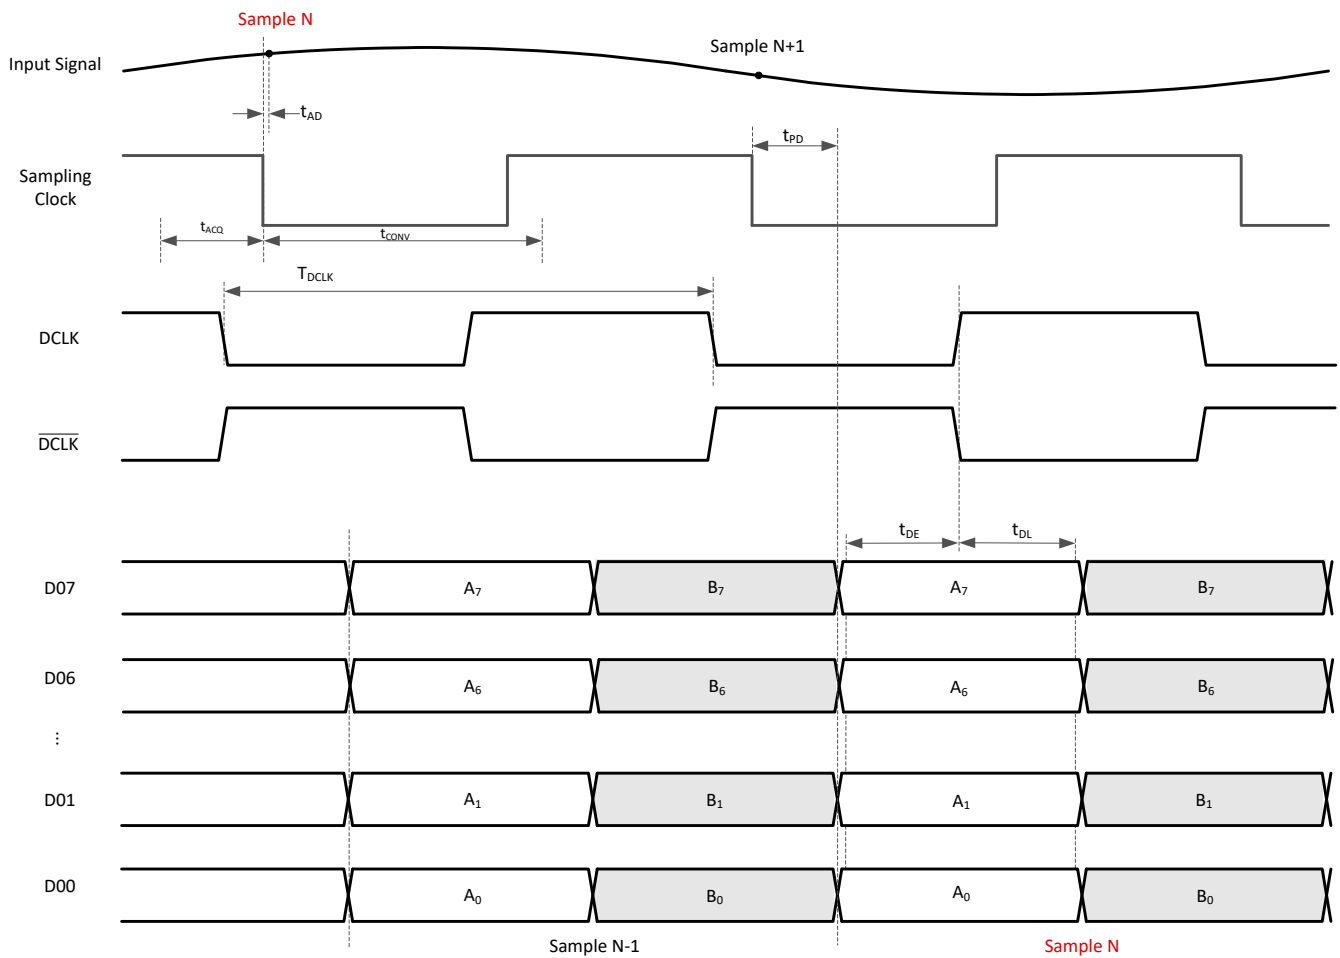 Sample N
Input Signal
Sample N+1
tAD
tPD
Sampling
Clock
tACQ
tCONV
TDCLK
DCLK
DCLK
tDE
tDL
D07
A7
B7
A7
B7
D06
A6
B6
A6
B6
...
D01
A1
B1
A1
B1
D00
A0
B0
A0
B0
Sample N-1
Sample N